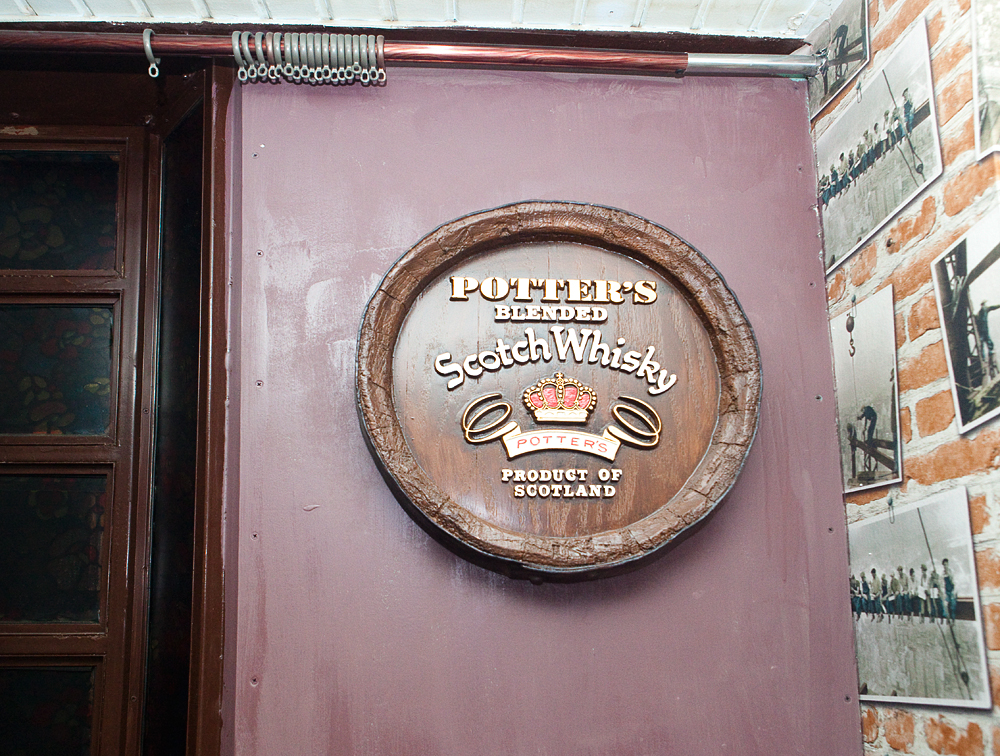 POTTER'S
BLENDED
Scotch Whisky
POTTER'S
PRODUCT OF
SCOTLAND